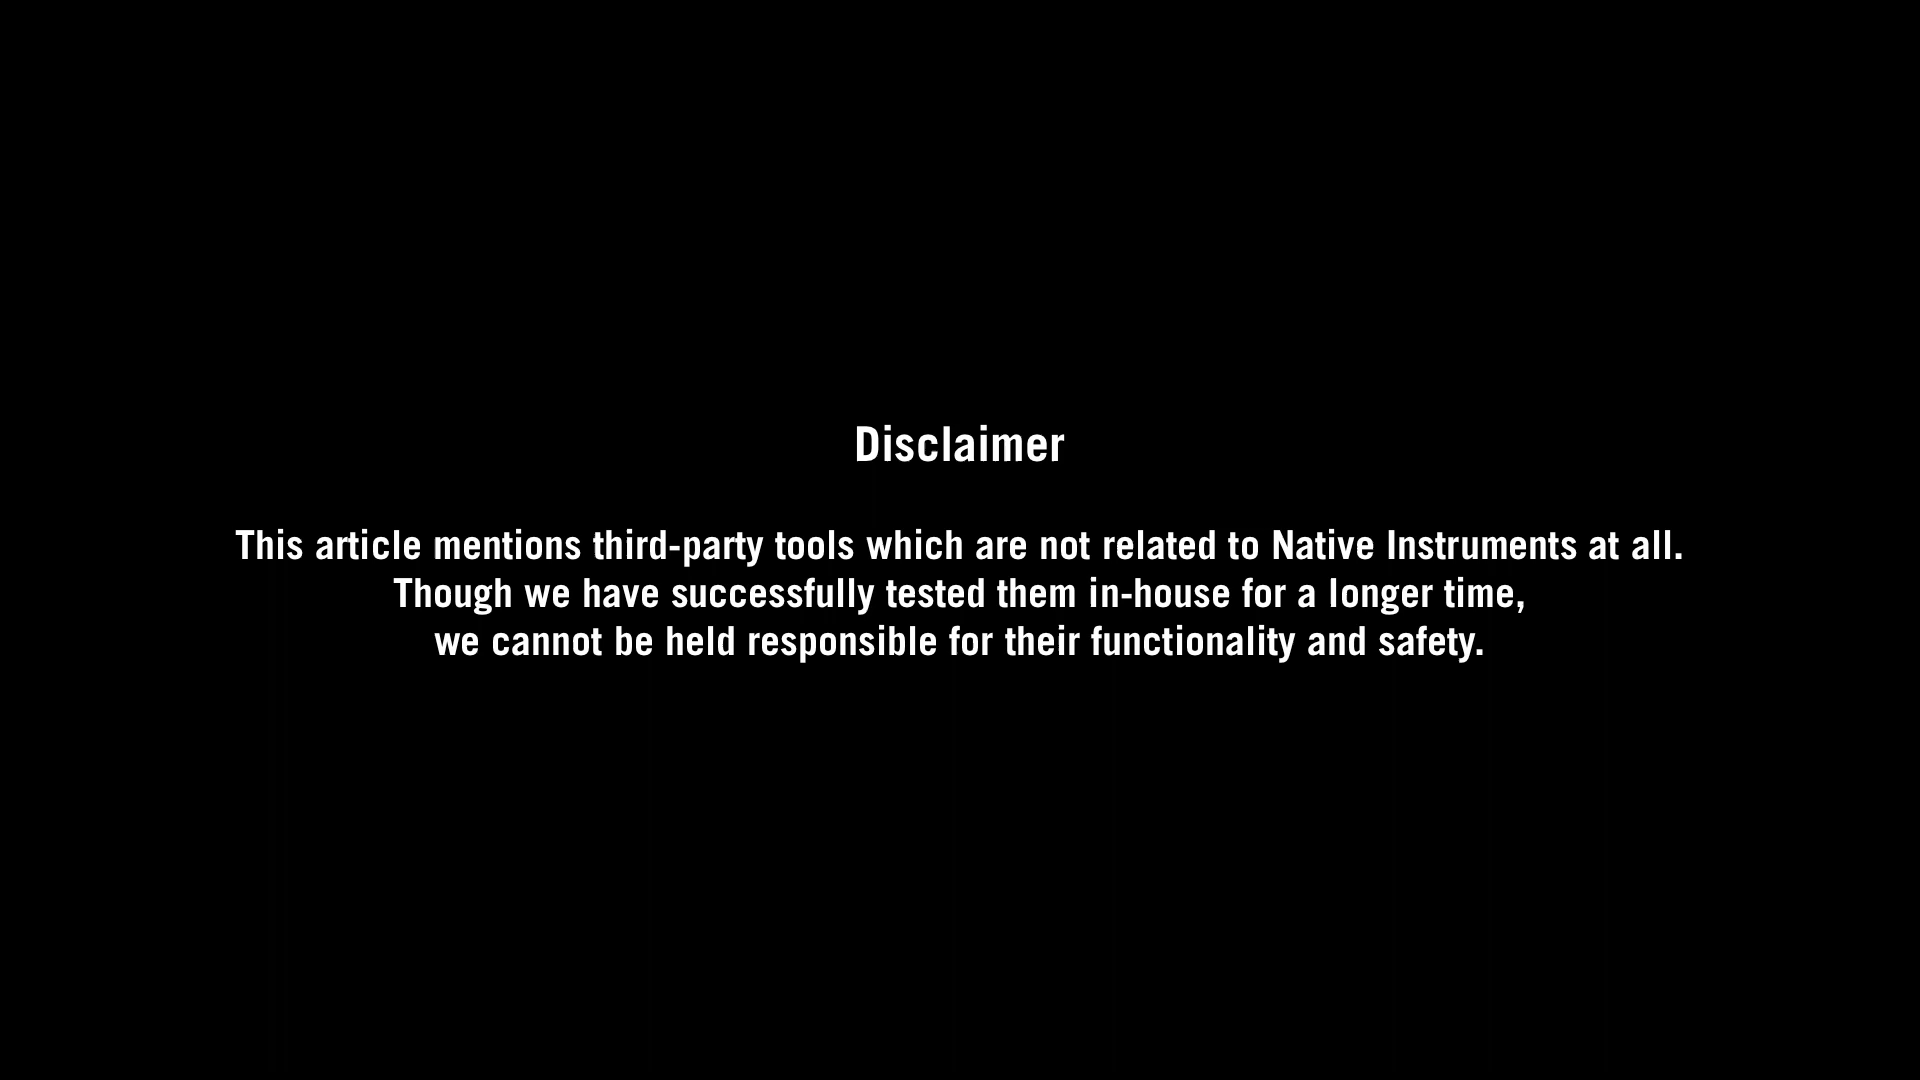 Disclaimer
This article mentions third-party tools which are not related to Native Instruments at all.
Though we have successfully tested them in-house for a longer time,
we cannot be held responsible for their functionality and safety.